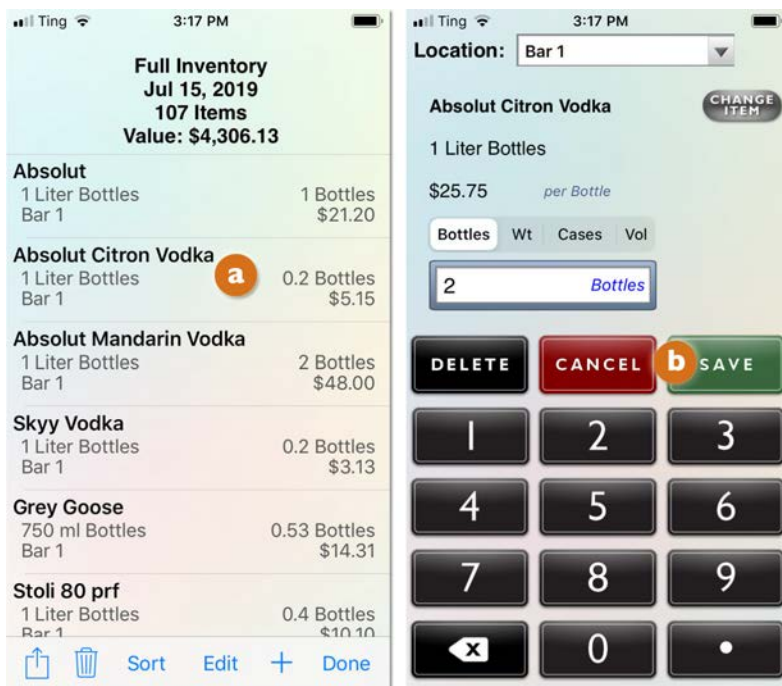 Ting 3:17 PM
Full Inventory
Jul 15, 2019
107 Items
Value: $4,306.13
Absolut
1 Liter Bottles 1 Bottles
Bar 1 $21.20
Absolut Citron Vodka
a
1 Liter Bottles 0.2 Bottles
Bar 1 $5.15
Absolut Mandarin Vodka
1 Liter Bottles 2 Bottles
Bar 1 $48.00
Skyy Vodka
1 Liter Bottles 0.2 Bottles
Bar 1 $3.13
Grey Goose
750 ml Bottles 0.53 Bottles
Bar 1 $14.31
Stoli 80 prf
1 Liter Bottles 0.4 Bottles
Bar 1 $10.10
Sort Edit + Done
Ting 3:17 PM
Location: Bar 1
Absolut Citron Vodka CHANGE
ITEM
1 Liter Bottles
$25.75 per Bottle
Bottles Wt Cases Vol
2 Bottles
DELETE CANCEL b SAVE
1 2 3
4 5 6
7 8 9
x 0 .